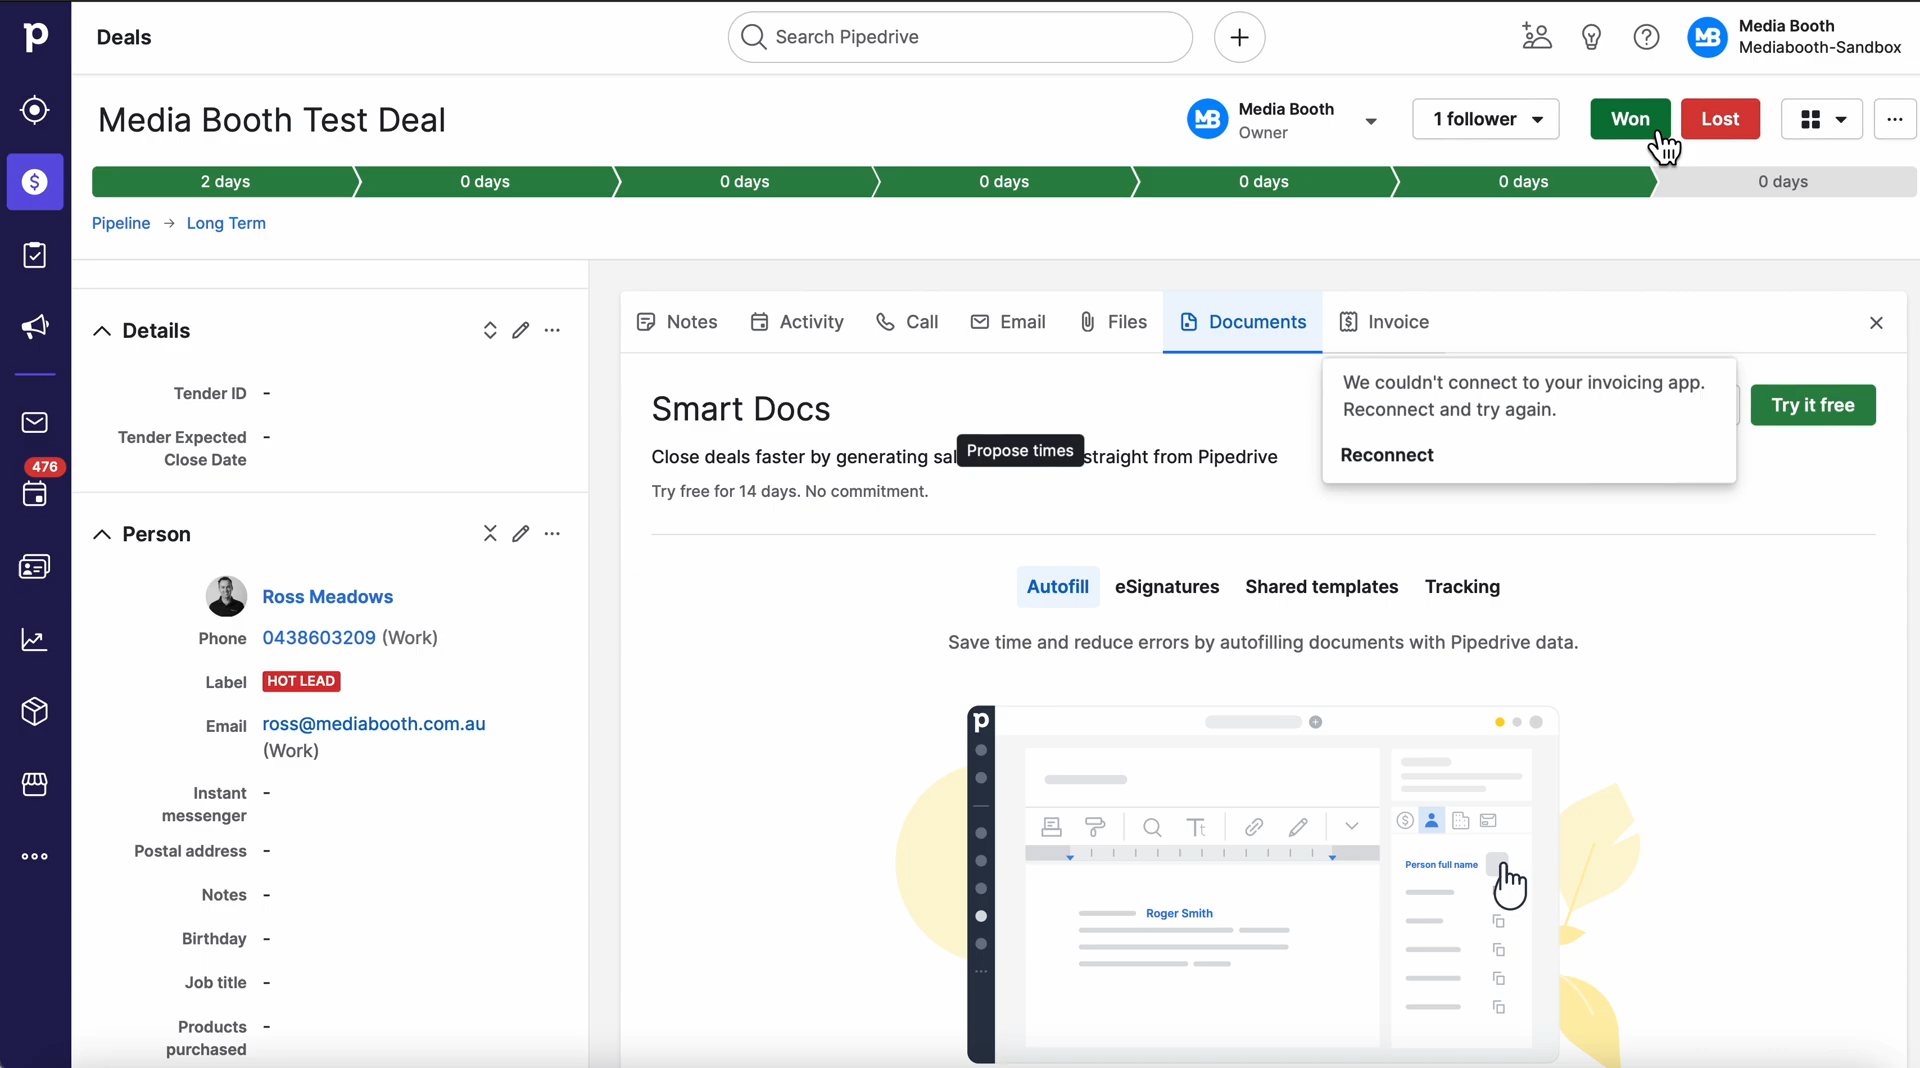 Deals
Search Pipedrive
MB
Media Booth
Mediabooth-Sandbox
Media Booth Test Deal
MB
Media Booth
Owner
1 follower
Won
Lost
2 days
0 days
0 days
0 days
0 days
0 days
0 days
Pipeline → Long Term
476
Details
Tender ID -
Tender Expected -
Close Date
Person
Ross Meadows
Phone 0438603209 (Work)
Label HOT LEAD
Email ross@mediabooth.com.au
(Work)
Instant -
messenger
Postal address -
Notes -
Birthday -
Job title -
Products -
purchased
Notes
Activity
Call
Email
Files
Documents
Invoice
We couldn't connect to your invoicing app.
Reconnect and try again.
Reconnect
Try it free
Smart Docs
Close deals faster by generating sal
Propose times
straight from Pipedrive
Try free for 14 days. No commitment.
Autofill
eSignatures
Shared templates
Tracking
Save time and reduce errors by autofilling documents with Pipedrive data.
Tt
Person full name
Roger Smith